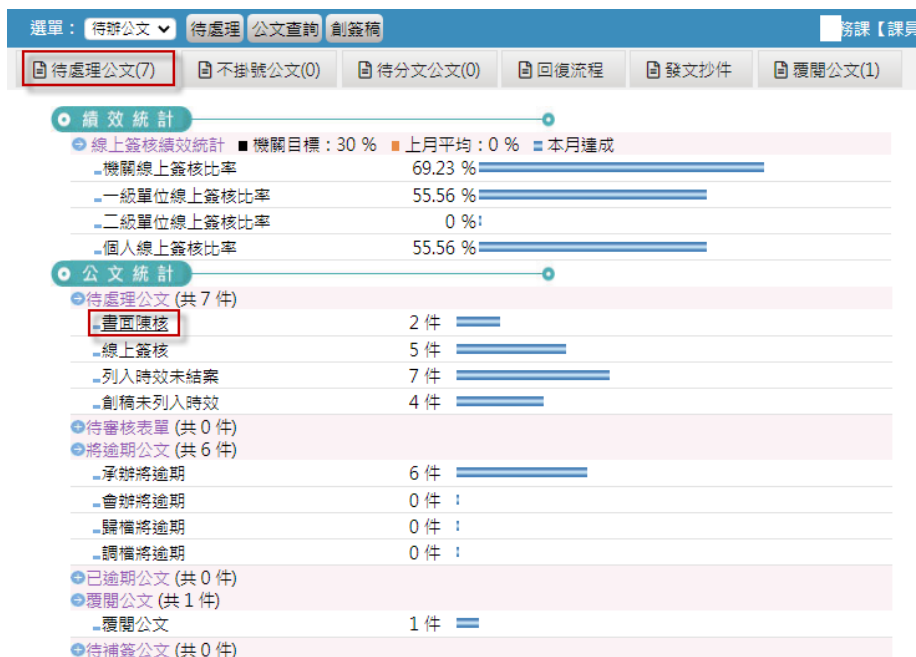 選單： 待辦公文 待處理 公文查詢 創簽稿 務課【課員
待處理公文(7) 不掛號公文(0) 待分文公文(0) 回復流程 發文抄件 覆閱公文(1)
績效統計
線上簽核績效統計 ■機關目標：30 % ■上月平均：0 % 本月達成
機關線上簽核比率 69.23 %
一級單位線上簽核比率 55.56 %
二級單位線上簽核比率 0 %
個人線上簽核比率 55.56 %
公文統計
待處理公文 (共 7 件)
書面陳核 2 件
線上簽核 5 件
列入時效未結案 7 件
創稿未列入時效 4 件
待審核表單 (共 0 件)
將逾期公文 (共 6 件)
承辦將逾期 6 件
會辦將逾期 0 件
歸檔將逾期 0 件
調檔將逾期 0 件
已逾期公文 (共 0 件)
覆閱公文 (共 1 件)
覆閱公文 1 件
待補簽公文 (共 0 件)